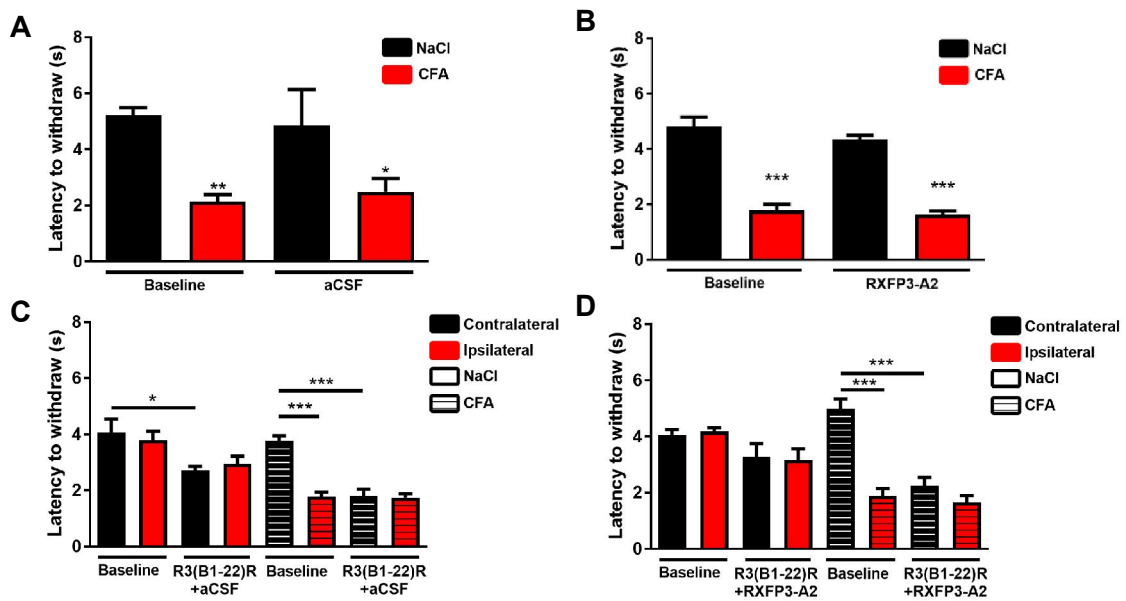 A
Latency to withdraw (s)
8
6
4
2
0
NaCl
CFA
**
*
Baseline
aCSF
B
Latency to withdraw (s)
8
6
4
2
0
NaCl
CFA
***
***
Baseline
RXFP3-A2
C
Latency to withdraw (s)
8
6
4
2
0
Contralateral
Ipsilateral
NaCl
CFA
*
***
***
Baseline
R3(B1-22)R
+aCSF
Baseline
R3(B1-22)R
+aCSF
D
Latency to withdraw (s)
8
6
4
2
0
Contralateral
Ipsilateral
NaCl
CFA
***
***
Baseline
R3(B1-22)R
+RXFP3-A2
Baseline
R3(B1-22)R
+RXFP3-A2